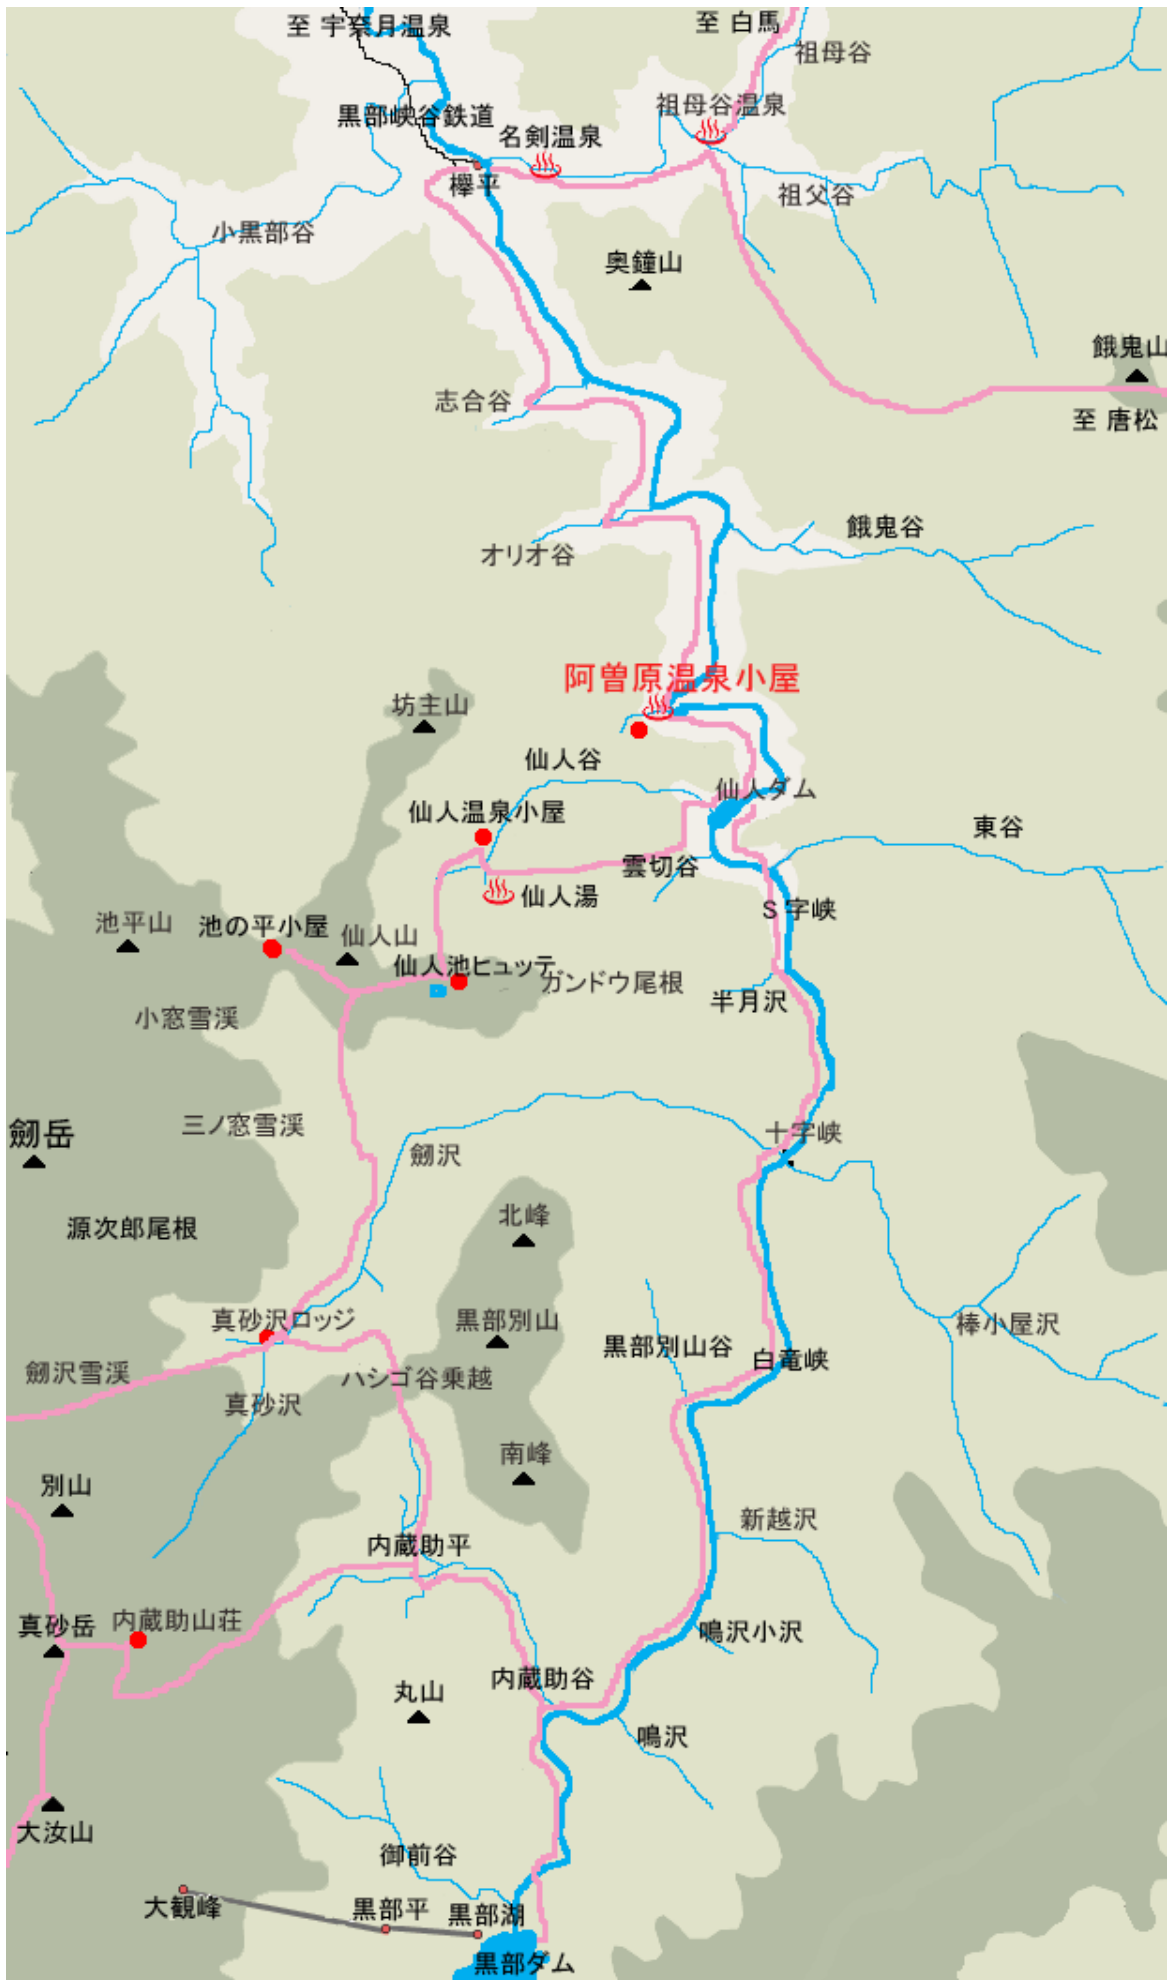 至 宇奈月温泉
至 白馬
祖母谷
祖母谷温泉
黒部峡谷鉄道
名剣温泉
欅平
祖父谷
小黒部谷
奥鐘山
餓鬼山
至 唐松
志合谷
餓鬼谷
オリオ谷
阿曽原温泉小屋
坊主山
仙人谷
仙人ダム
仙人温泉小屋
東谷
雲切谷
仙人湯
S字峡
池平山
池の平小屋
仙人山
仙人池ヒュッテ
ガンドウ尾根
半月沢
小窓雪渓
三ノ窓雪渓
劔岳
十字峡
劔沢
源次郎尾根
北峰
真砂沢ロッジ
黒部別山
黒部別山谷
棒小屋沢
白竜峡
劔沢雪渓
ハシゴ谷乗越
真砂沢
南峰
別山
新越沢
内蔵助平
真砂岳
内蔵助山荘
鳴沢小沢
内蔵助谷
丸山
鳴沢
大汝山
御前谷
大観峰
黒部平
黒部湖
黒部ダム